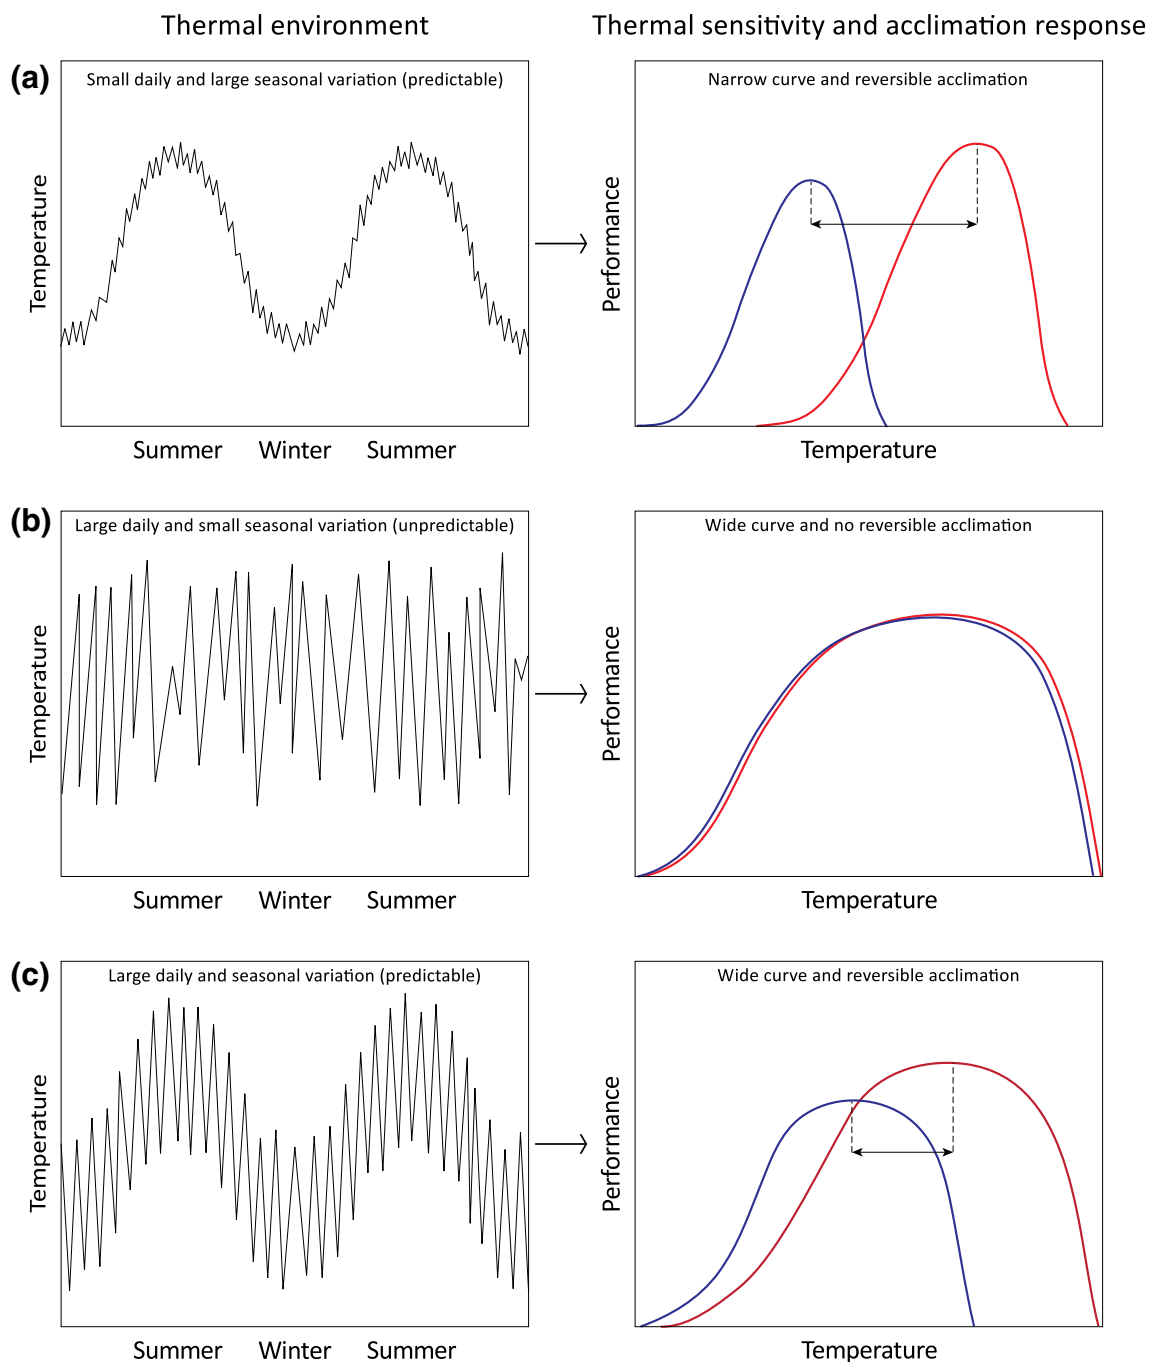 Thermal environment
Thermal sensitivity and acclimation response
(a)
Small daily and large seasonal variation (predictable)
Narrow curve and reversible acclimation
Temperature
Performance
Summer Winter Summer
Temperature
(b)
Large daily and small seasonal variation (unpredictable)
Wide curve and no reversible acclimation
Temperature
Performance
Summer Winter Summer
Temperature
(c)
Large daily and seasonal variation (predictable)
Wide curve and reversible acclimation
Temperature
Performance
Summer Winter Summer
Temperature